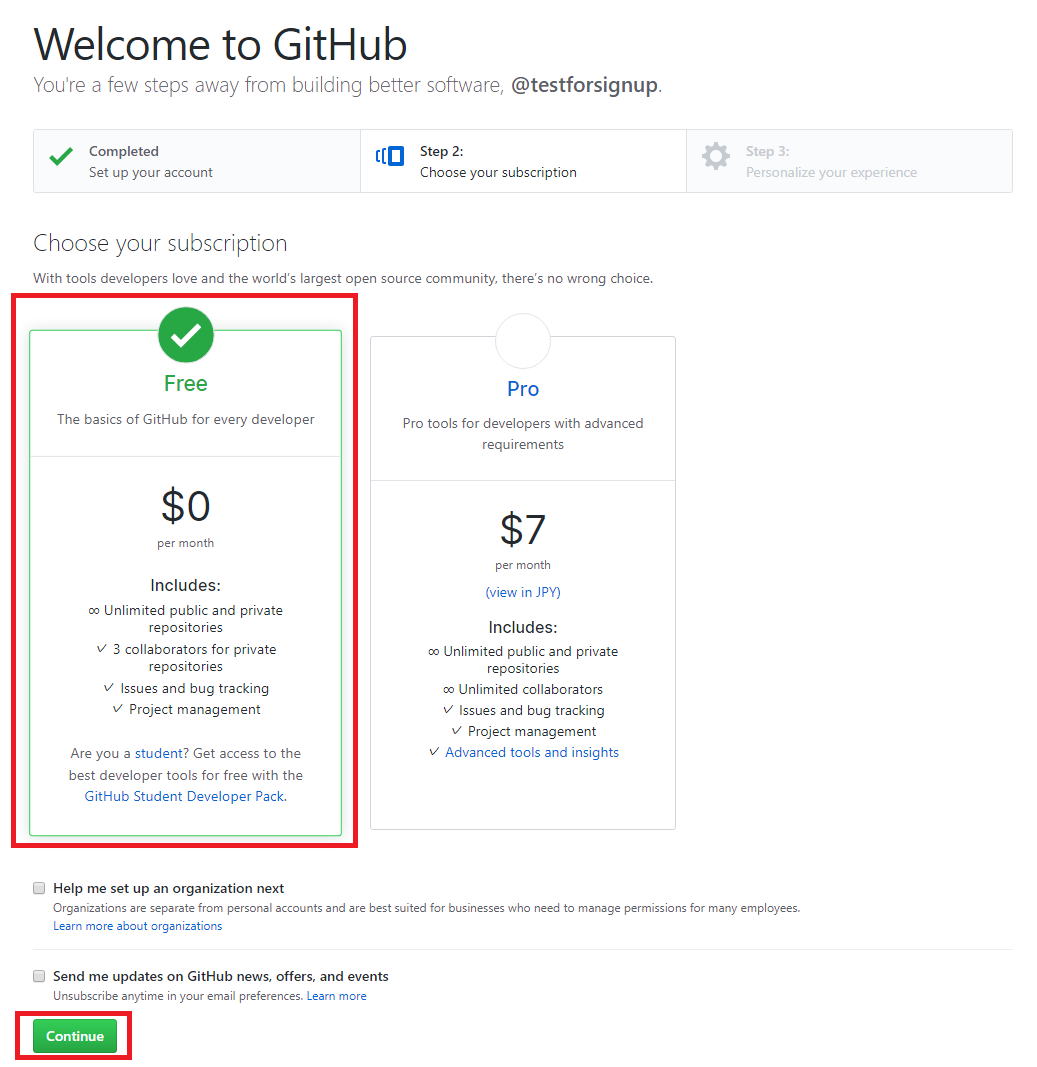 Welcome to GitHub
You're a few steps away from building better software, @testforsignup.
Completed
Set up your account
Step 2:
Choose your subscription
Step 3:
Personalize your experience
Choose your subscription
With tools developers love and the world's largest open source community, there's no wrong choice.
Free
The basics of GitHub for every developer
$0
per month
Includes:
∞ Unlimited public and private
repositories
✓ 3 collaborators for private
repositories
✓ Issues and bug tracking
✓ Project management
Are you a student? Get access to the
best developer tools for free with the
GitHub Student Developer Pack.
Pro
Pro tools for developers with advanced
requirements
$7
per month
(view in JPY)
Includes:
∞ Unlimited public and private
repositories
∞ Unlimited collaborators
✓ Issues and bug tracking
✓ Project management
✓ Advanced tools and insights
Help me set up an organization next
Organizations are separate from personal accounts and are best suited for businesses who need to manage permissions for many employees.
Learn more about organizations
Send me updates on GitHub news, offers, and events
Unsubscribe anytime in your email preferences. Learn more
Continue